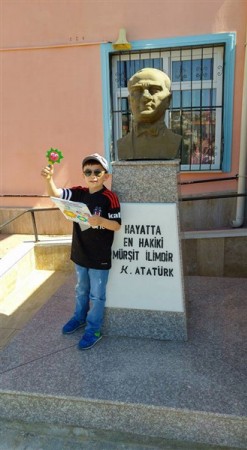 HAYATTA
EN HAKİKİ
MÜRŞİT İLİMDİR
K. ATATÜRK